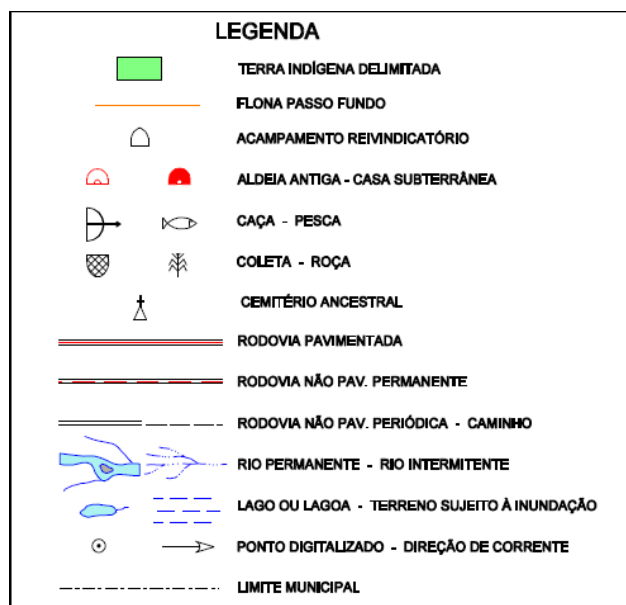 LEGENDA
TERRA INDÍGENA DELIMITADA
FLONA PASSO FUNDO
ACAMPAMENTO REIVINDICATÓRIO
ALDEIA ANTIGA - CASA SUBTERRÂNEA
CAÇA - PESCA
COLETA - ROÇA
CEMITÉRIO ANCESTRAL
RODOVIA PAVIMENTADA
RODOVIA NÃO PAV. PERMANENTE
RODOVIA NÃO PAV. PERIÓDICA - CAMINHO
RIO PERMANENTE - RIO INTERMITENTE
LAGO OU LAGOA - TERRENO SUJEITO À INUNDAÇÃO
PONTO DIGITALIZADO - DIREÇÃO DE CORRENTE
LIMITE MUNICIPAL